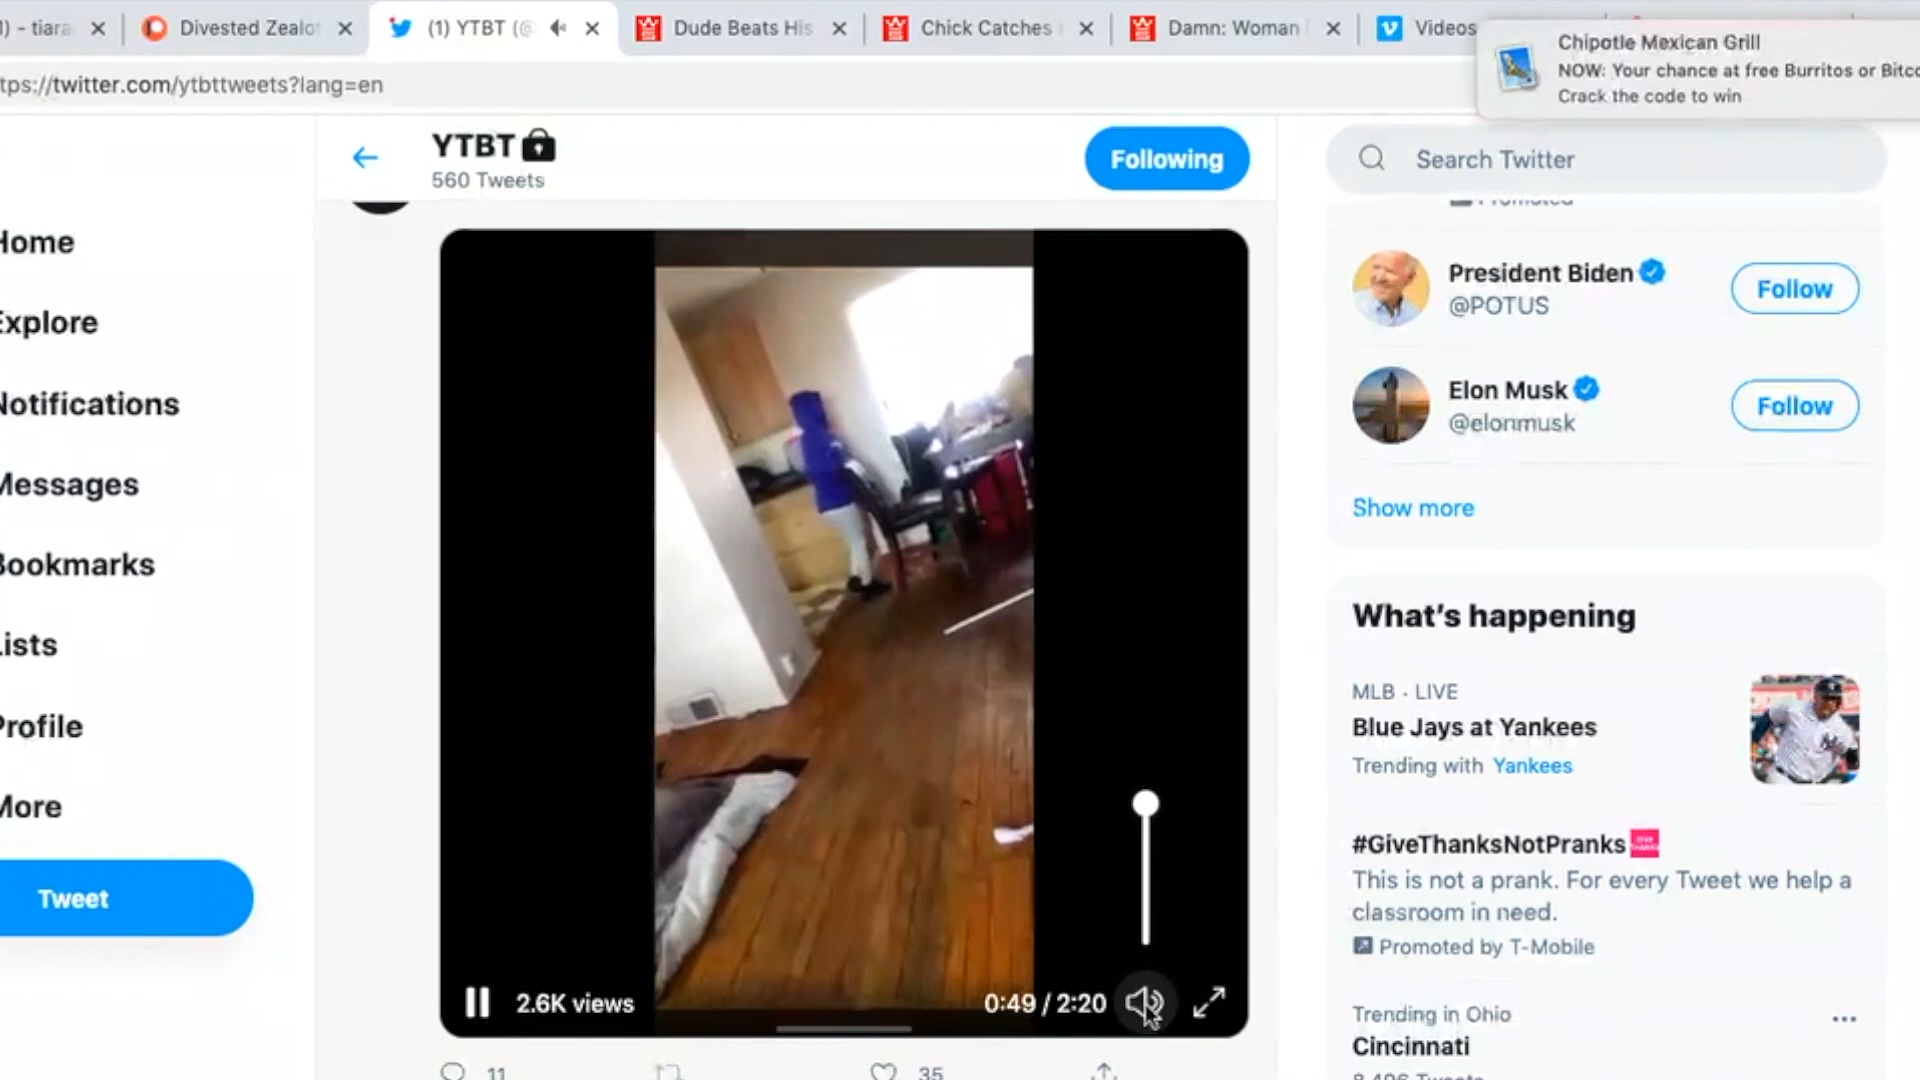 - tiara
Divested Zealot
(1) YTBT (@
Dude Beats His
Chick Catches
Damn: Woman
Videos
Chipotle Mexican Grill
NOW: Your chance at free Burritos or Bitco
Crack the code to win
tps://twitter.com/ytbttweets?lang=en
YTBT
560 Tweets
Following
Search Twitter
Promoted
Home
Explore
Notifications
Messages
Bookmarks
Lists
Profile
More
Tweet
President Biden
@POTUS
Follow
Elon Musk
@elonmusk
Follow
Show more
What's happening
MLB · LIVE
Blue Jays at Yankees
Trending with Yankees
#GiveThanksNotPranks
This is not a prank. For every Tweet we help a
classroom in need.
Promoted by T-Mobile
Trending in Ohio
Cincinnati
2.6K views
0:49 / 2:20
11
35